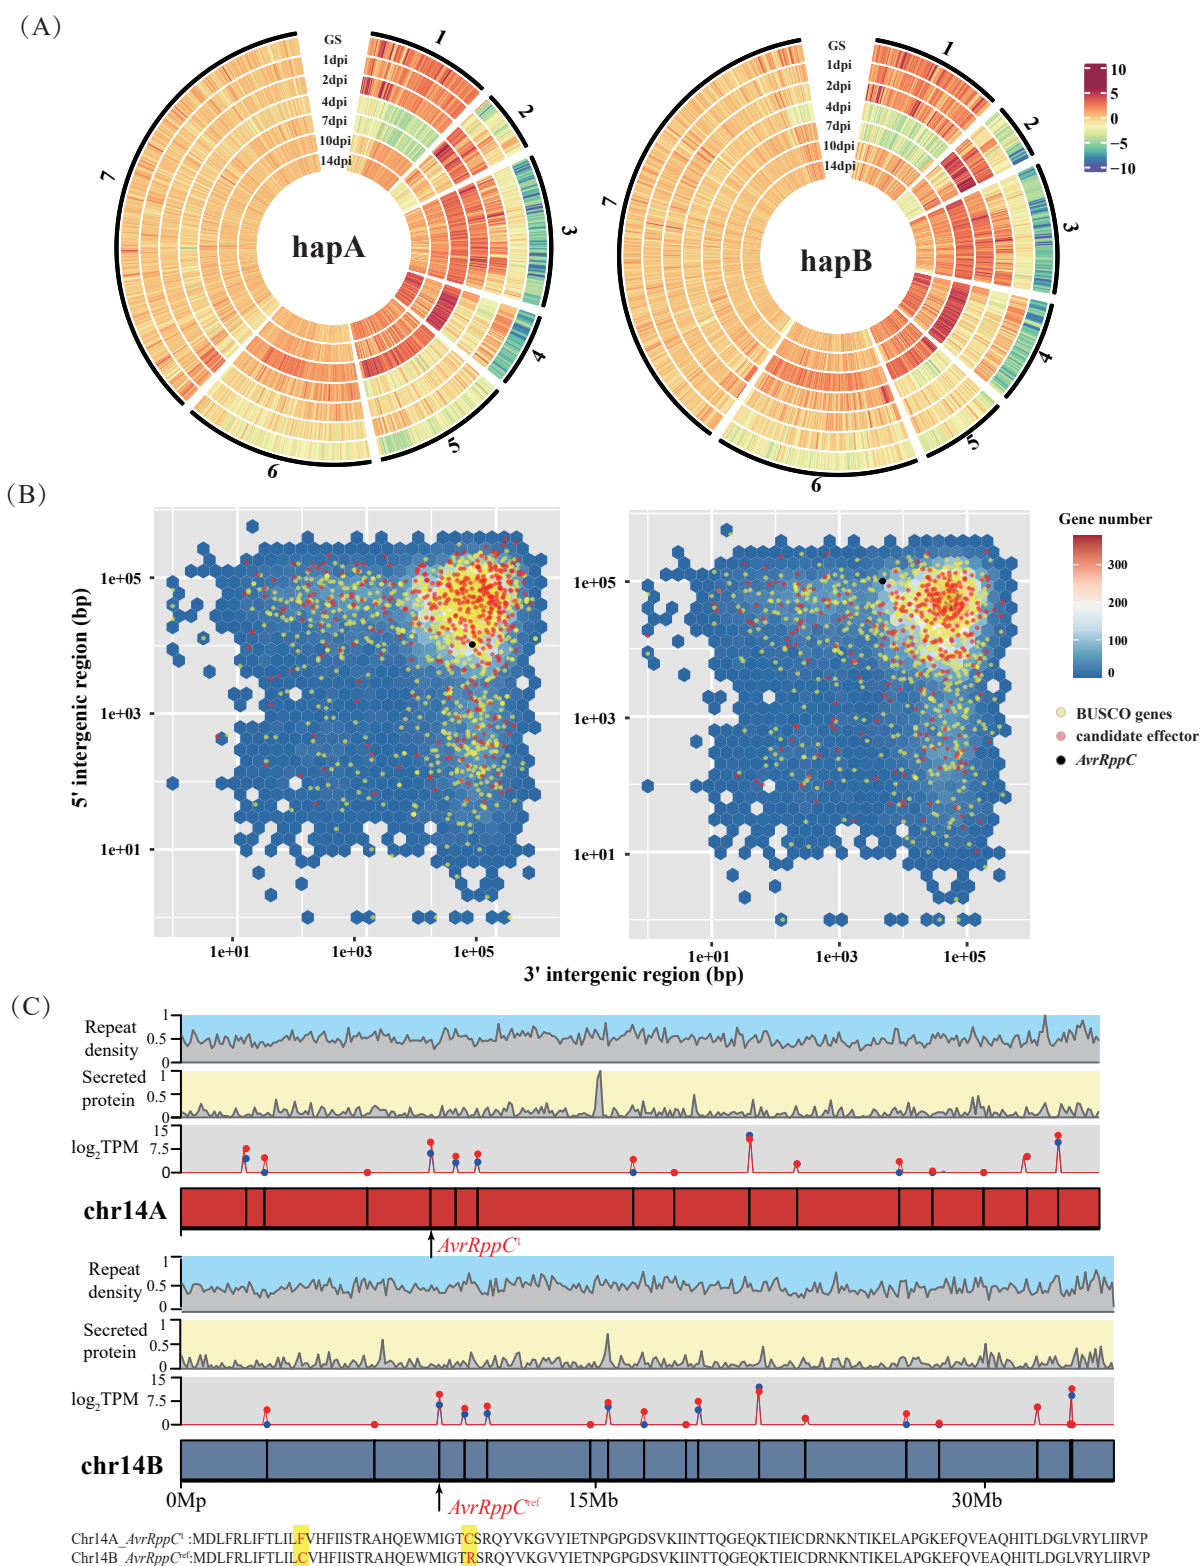 (A)
GS
1dpi
2dpi
4dpi
7dpi
10dpi
14dpi
1
2
3
4
5
6
7
hapA
GS
1dpi
2dpi
4dpi
7dpi
10dpi
14dpi
1
2
3
4
5
6
7
hapB
10
5
0
−5
−10
(B)
5' intergenic region (bp)
1e+05
1e+03
1e+01
1e+01
1e+03
1e+05
1e+05
1e+03
1e+01
1e+01
1e+03
1e+05
3' intergenic region (bp)
Gene number
300
200
100
0
BUSCO genes
candidate effector
AvrRppC
(C)
Repeat density
1
0.5
0
Secreted protein
1
0.5
0
log₂TPM
15
7.5
0
chr14A
AvrRppC¹
Repeat density
1
0.5
0
Secreted protein
1
0.5
0
log₂TPM
15
7.5
0
chr14B
0Mp
15Mb
30Mb
AvrRppCʳᵉᶠ
Chr14A_AvrRppC¹:MDLFRLIFTLILFVHFIISTRAHQEWMIGTCSRQYVKGVYIETNPGPGDSVKIINTTQGEQKTIEICDRNKNTIKELAPGKEFQVEAQHITLDGLVRYLIIRVP
Chr14B_AvrRppCʳᵉᶠ:MDLFRLIFTLILCVHFIISTRAHQEWMIGTRSRQYVKGVYIETNPGPGDSVKIINTTQGEQKTIEICDRNKNTIKELAPGKEFQVEAQHITLDGLVRYLIIRVP